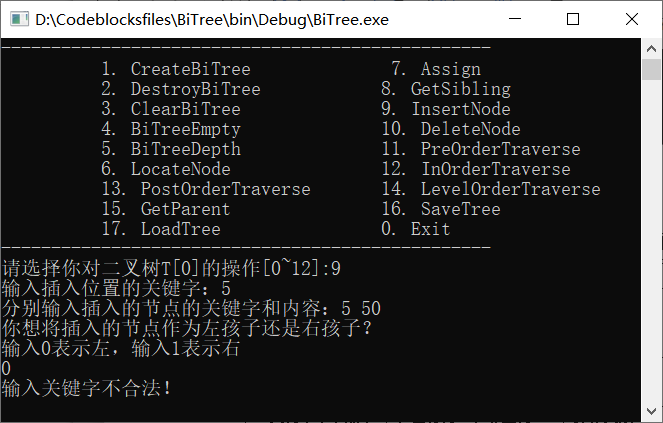 D:\Codeblocksfiles\BiTree\bin\Debug\BiTree.exe
-------------------------------------------------
1. CreateBiTree 7. Assign
2. DestroyBiTree 8. GetSibling
3. ClearBiTree 9. InsertNode
4. BiTreeEmpty 10. DeleteNode
5. BiTreeDepth 11. PreOrderTraverse
6. LocateNode 12. InOrderTraverse
13. PostOrderTraverse 14. LevelOrderTraverse
15. GetParent 16. SaveTree
17. LoadTree 0. Exit
-------------------------------------------------
请选择你对二叉树T[0]的操作[0~12]:9
输入插入位置的关键字：5
分别输入插入的节点的关键字和内容：5 50
你想将插入的节点作为左孩子还是右孩子？
输入0表示左，输入1表示右
0
输入关键字不合法！